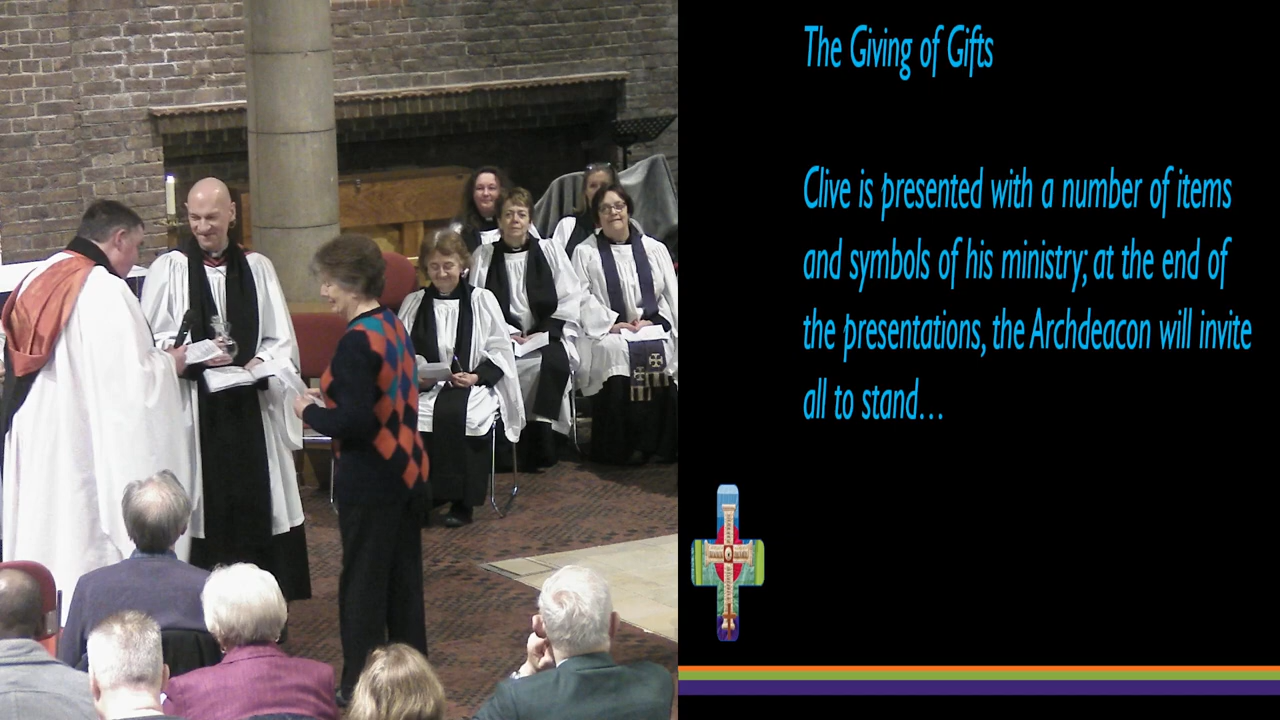 The Giving of Gifts
Clive is presented with a number of items
and symbols of his ministry; at the end of
the presentations, the Archdeacon will invite
all to stand…